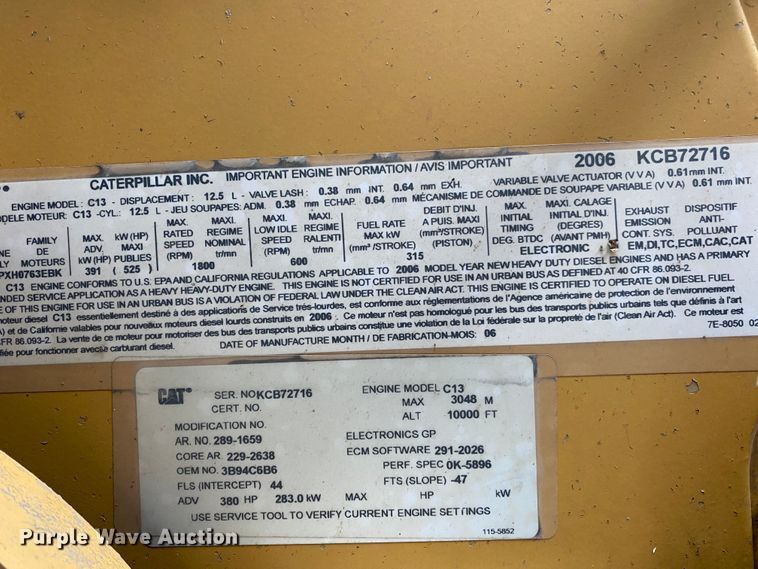 CATERPILLAR INC. IMPORTANT ENGINE INFORMATION / AVIS IMPORTANT 2006 KCB72716
ENGINE MODEL: C13 - DISPLACEMENT: 12.5 L - VALVE LASH: 0.38 mm INT. 0.64 mm EXH. VARIABLE VALVE ACTUATOR (V V A) 0.61 mm INT.
DELE MOTEUR: C13 -CYL: 12.5 L - JEU SOUPAPES: ADM. 0.38 mm ECHAP. 0.64 mm MÉCANISME DE COMMANDE DE SOUPAPE VARIABLE (V V A) 0.61 mm INT.
FAMILY
NE MOTEURS
PXH0763EBK
MAX. MAXI.
kW (HP) kW (HP)
ADV PUBLIES
391 ( 525 )
MAX. MAXI.
RATED REGIME
SPEED NOMINAL
(rpm) tr/mn)
1800
MAX. MAXI.
LOW IDLE REGIME
SPEED RALENTI
(rpm) (tr/mn)
600
FUEL RATE
MAX kW
mm³/STROKE)
DEBIT D'INJ.
A PUIS. MAXI
(mm³/STROKE)
(PISTON)
315
MAX. MAXI. CALAGE
INITIAL INITIAL D'INJ.
TIMING (DEGRES)
DEG. BTDC (AVANT PMH)
ELECTRONIC
EXHAUST DISPOSITIF
EMISSION ANTI-
CONT. SYS. POLLUANT
EM,DI,TC,ECM,CAC,CAT
C13 ENGINE CONFORMS TO U.S. EPA AND CALIFORNIA REGULATIONS APPLICABLE TO 2006 MODEL YEAR NEW HEAVY DUTY DIESEL ENGINES AND HAS A PRIMARY
ENDED SERVICE APPLICATION AS A HEAVY HEAVY-DUTY ENGINE. THIS ENGINE IS NOT CERTIFIED FOR USE IN AN URBAN BUS AS DEFINED AT 40 CFR 86.093-2.
E OF THIS ENGINE FOR USE IN AN URBAN BUS IS A VIOLATION OF FEDERAL LAW UNDER THE CLEAN AIR ACT. THIS ENGINE IS CERTIFIED TO OPERATE ON DIESEL FUEL
eur diesel C13 essentiellement destiné à des applications de Service très-lourdes, est conforme aux réglementations de l'Agence américaine de protection de l'environnement
A) et de Californie valables pour nouvelles moteurs diesel lourds construits en 2006. Ce moteur n'est pas homologué pour les bus des transports publics urbains tels que définis à l'art
CFR 86.093-2. La vente de ce moteur pour utilisation dans des bus des transports publics urbains constitue une violation de la Loi fédérale sur la propreté de l'air (Clean Air Act). Ce moteur est
ifiée pour fonctionner avec carburant diesel. DATE OF MANUFACTURE MONTH / DE FABRICATION-MOIS: 06 7E-8050 02
CAT SER. NO KCB72716 ENGINE MODEL C13
CERT. NO. MAX 3048 M
MODIFICATION NO. ALT 10000 FT
AR. NO. 289-1659 ELECTRONICS GP
CORE AR. 229-2638 ECM SOFTWARE 291-2026
OEM NO 3B94C6B6 PERF. SPEC 0K-5896
FLS (INTERCEPT) 44 FTS (SLOPE) -47
ADV 380 HP 283.0 kW MAX HP kW
USE SERVICE TOOL TO VERIFY CURRENT ENGINE SETTINGS
115-5852
Purple Wave Auction